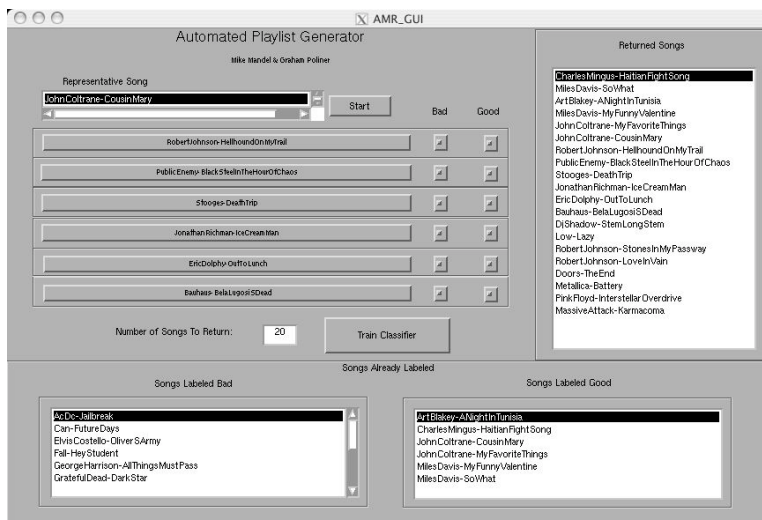 AMR_GUI
Automated Playlist Generator
Mike Mandel & Graham Poliner
Representative Song
JohnColtrane-CousinMary
Start
Bad
Good
RobertJohnson-HellhoundOnMyTrail
PublicEnemy-BlackSteelInTheHourOfChaos
Stooges-DeathTrip
JonathanRichman-IceCreamMan
EricDolphy-OutToLunch
Bauhaus-BelaLugosiSDead
Number of Songs To Return:
20
Train Classifier
Returned Songs
CharlesMingus-HaitianFightSong
MilesDavis-SoWhat
ArtBlakey-ANightInTunisia
MilesDavis-MyFunnyValentine
JohnColtrane-MyFavoriteThings
JohnColtrane-CousinMary
RobertJohnson-HellhoundOnMyTrail
PublicEnemy-BlackSteelInTheHourOfChaos
Stooges-DeathTrip
JonathanRichman-IceCreamMan
EricDolphy-OutToLunch
Bauhaus-BelaLugosiSDead
DjShadow-StemLongStem
Low-Lazy
RobertJohnson-StonesInMyPassway
RobertJohnson-LoveInVain
Doors-TheEnd
Metallica-Battery
PinkFloyd-InterstellarOverdrive
MassiveAttack-Karmacoma
Songs Already Labeled
Songs Labeled Bad
AcDc-Jailbreak
Can-FutureDays
ElvisCostello-OliverSArmy
Fall-HeyStudent
GeorgeHarrison-AllThingsMustPass
GratefulDead-DarkStar
Songs Labeled Good
ArtBlakey-ANightInTunisia
CharlesMingus-HaitianFightSong
JohnColtrane-CousinMary
JohnColtrane-MyFavoriteThings
MilesDavis-MyFunnyValentine
MilesDavis-SoWhat